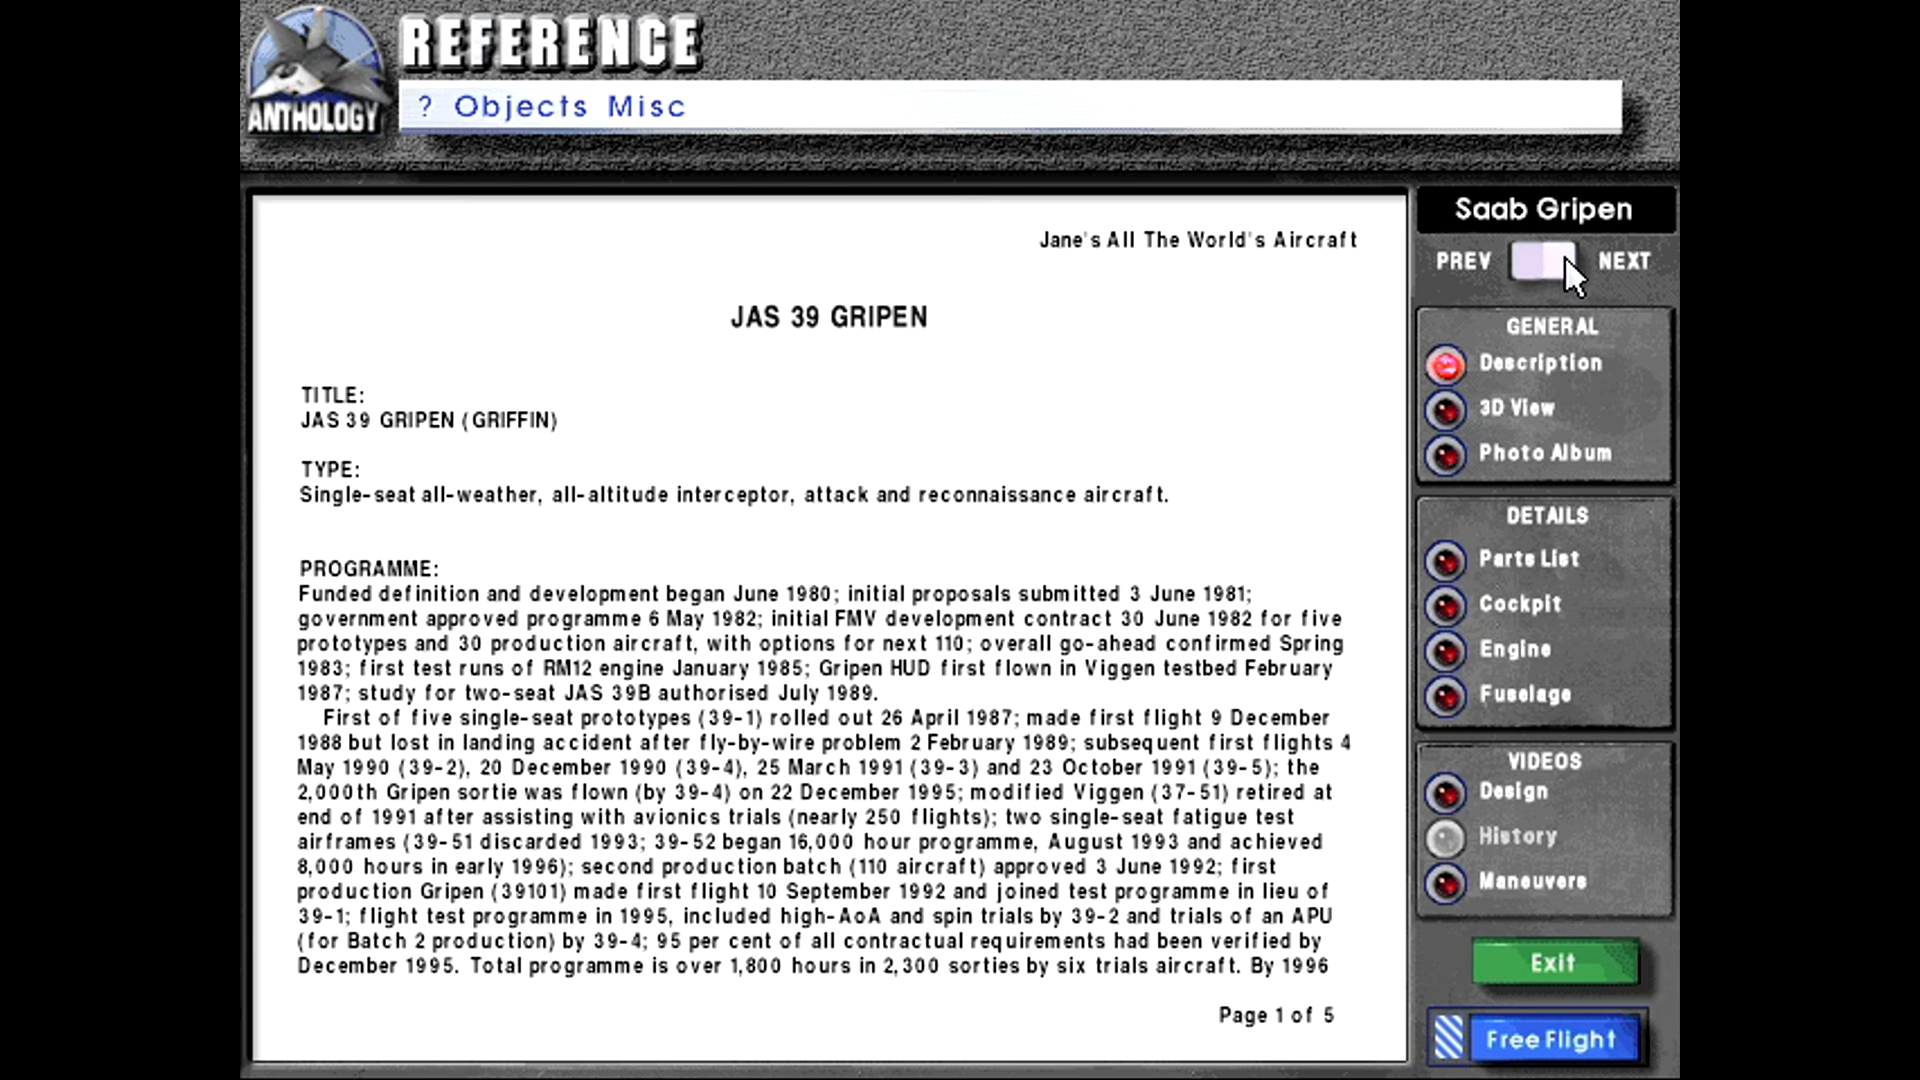 REFERENCE
ANTHOLOGY
? Objects Misc
Saab Gripen
PREV NEXT
Jane's All The World's Aircraft
JAS 39 GRIPEN
TITLE:
JAS 39 GRIPEN (GRIFFIN)
TYPE:
Single-seat all-weather, all-altitude interceptor, attack and reconnaissance aircraft.
PROGRAMME:
Funded definition and development began June 1980; initial proposals submitted 3 June 1981;
government approved programme 6 May 1982; initial FMV development contract 30 June 1982 for five
prototypes and 30 production aircraft, with options for next 110; overall go-ahead confirmed Spring
1983; first test runs of RM12 engine January 1985; Gripen HUD first flown in Viggen testbed February
1987; study for two-seat JAS 39B authorised July 1989.
First of five single-seat prototypes (39-1) rolled out 26 April 1987; made first flight 9 December
1988 but lost in landing accident after fly-by-wire problem 2 February 1989; subsequent first flights 4
May 1990 (39-2), 20 December 1990 (39-4), 25 March 1991 (39-3) and 23 October 1991 (39-5); the
2,000th Gripen sortie was flown (by 39-4) on 22 December 1995; modified Viggen (37-51) retired at
end of 1991 after assisting with avionics trials (nearly 250 flights); two single-seat fatigue test
airframes (39-51 discarded 1993; 39-52 began 16,000 hour programme, August 1993 and achieved
8,000 hours in early 1996); second production batch (110 aircraft) approved 3 June 1992; first
production Gripen (39101) made first flight 10 September 1992 and joined test programme in lieu of
39-1; flight test programme in 1995, included high-AoA and spin trials by 39-2 and trials of an APU
(for Batch 2 production) by 39-4; 95 per cent of all contractual requirements had been verified by
December 1995. Total programme is over 1,800 hours in 2,300 sorties by six trials aircraft. By 1996
Page 1 of 5
GENERAL
Description
3D View
Photo Album
DETAILS
Parts List
Cockpit
Engine
Fuselage
VIDEOS
Design
History
Maneuvers
Exit
Free Flight